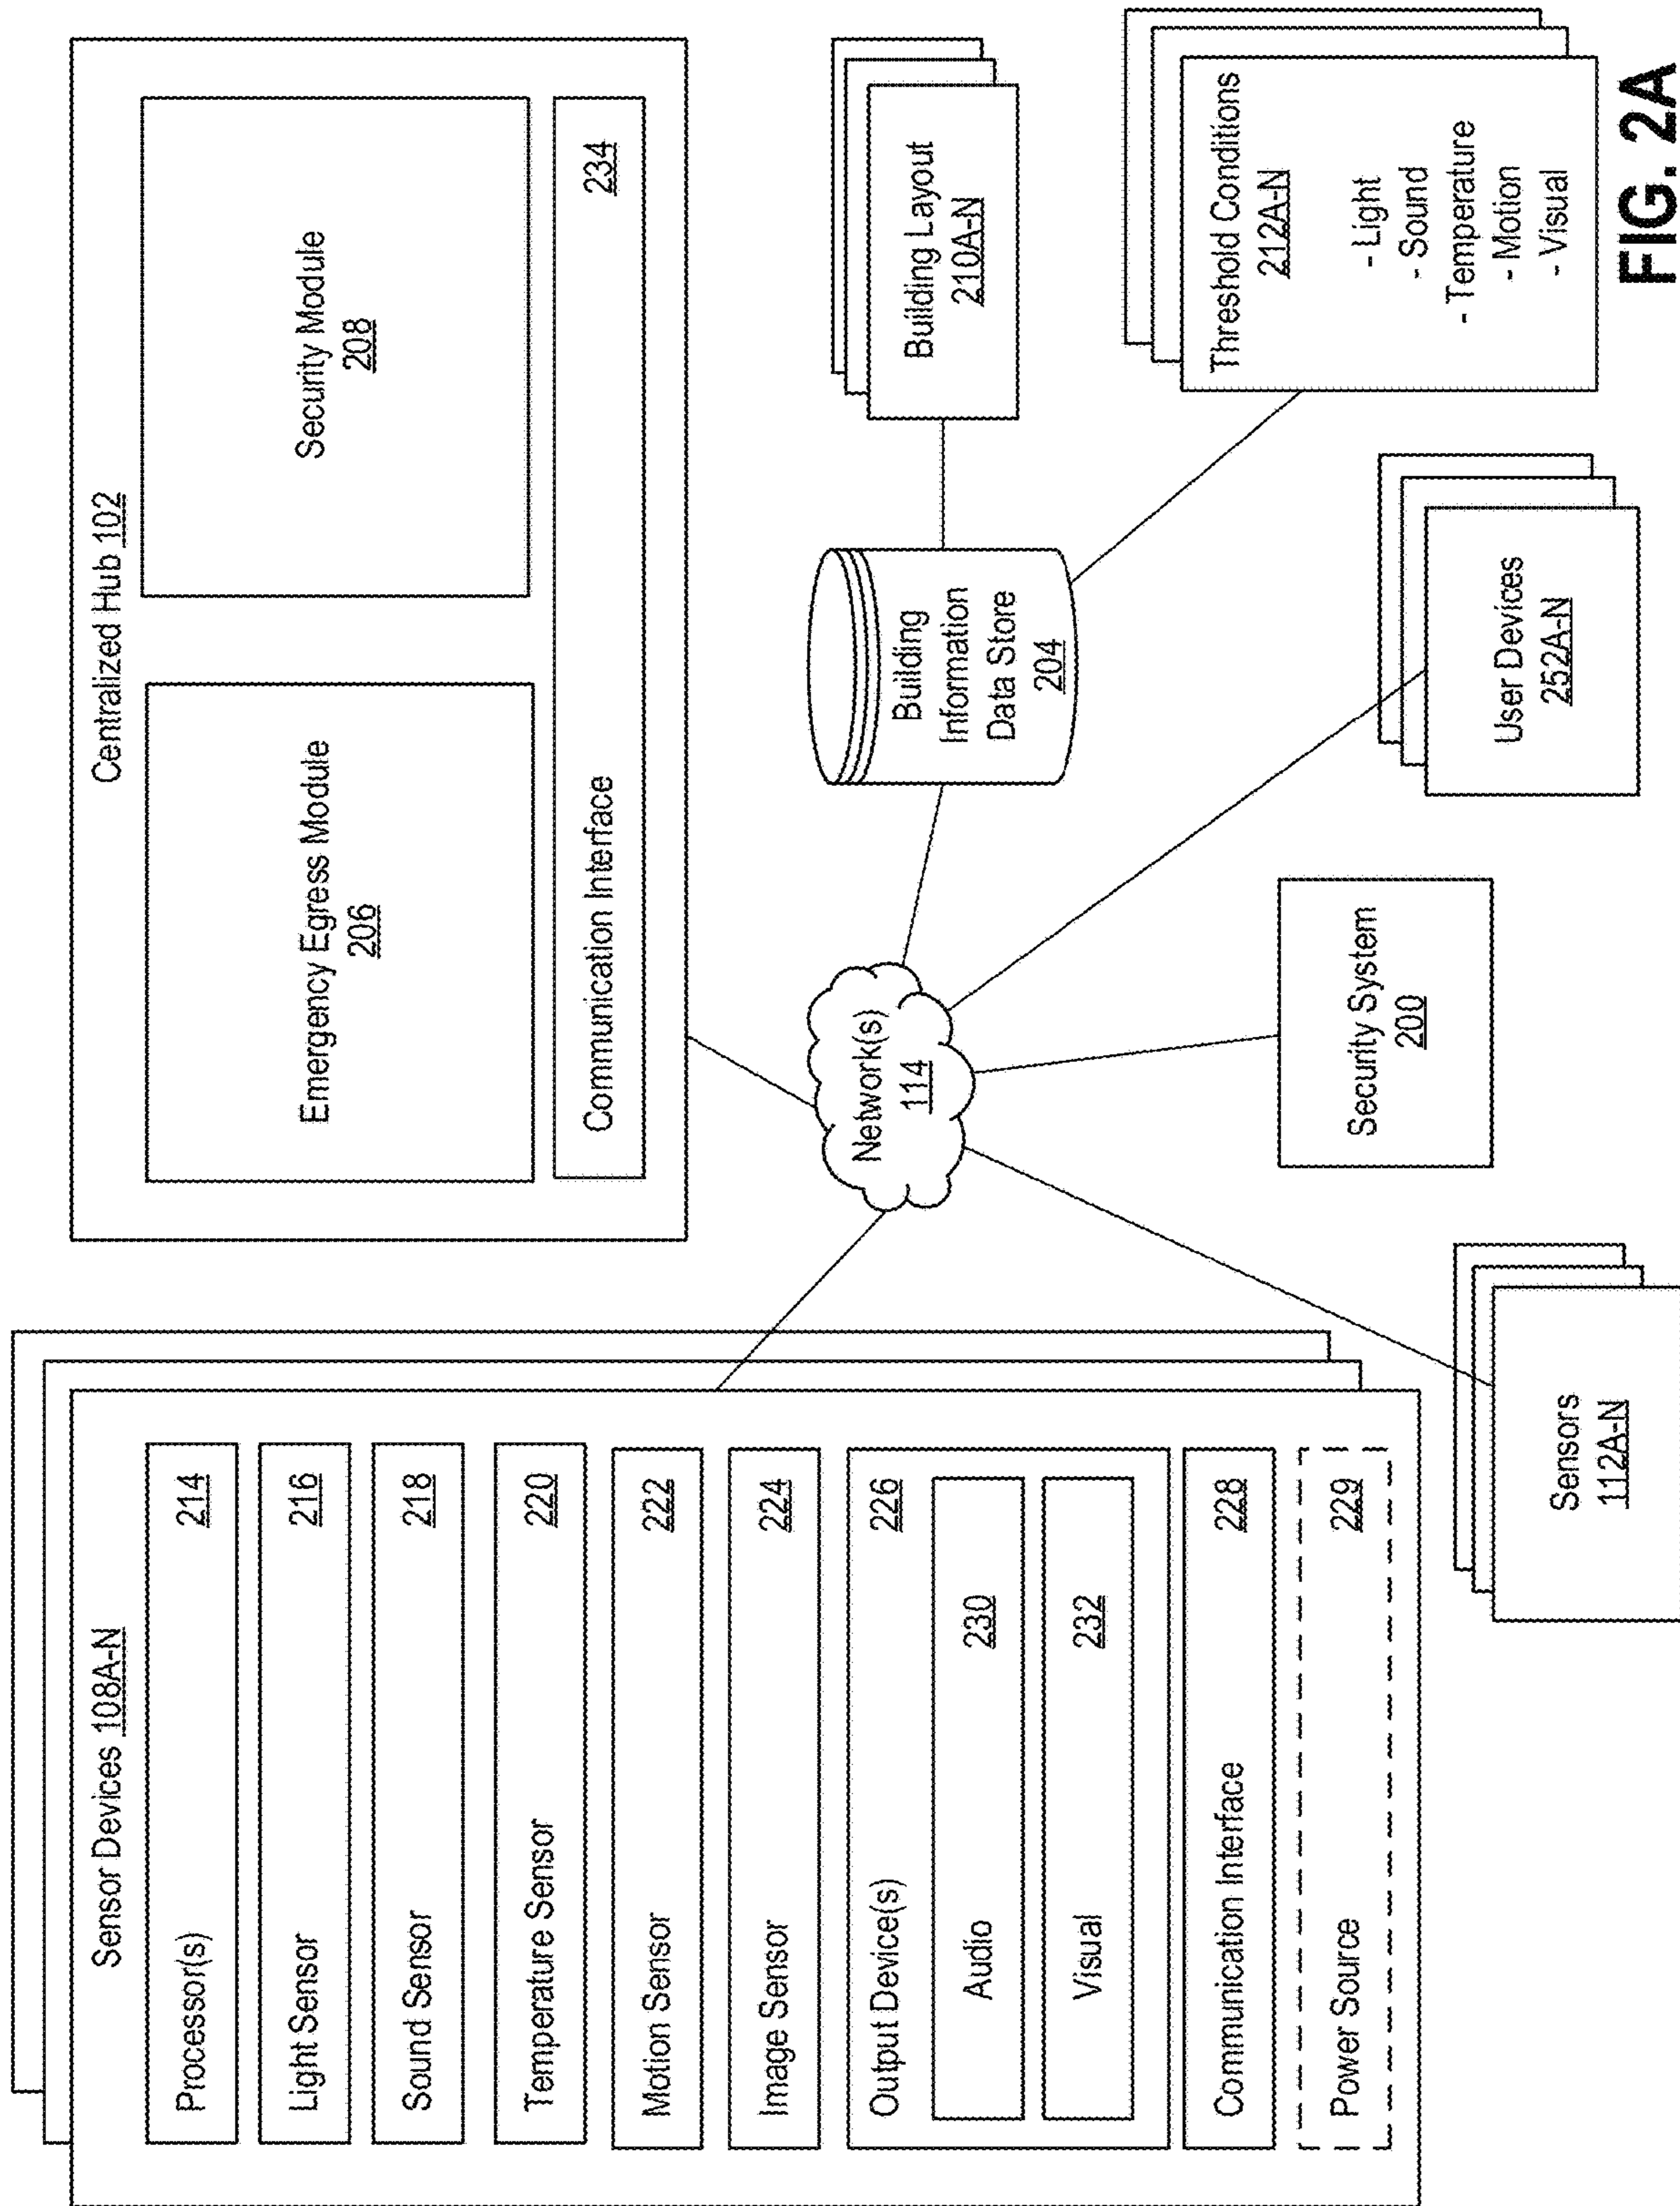 Sensor Devices 108A-N
Processor(s) 214
Light Sensor 216
Sound Sensor 218
Temperature Sensor 220
Motion Sensor 222
Image Sensor 224
Output Device(s) 226
Audio 230
Visual 232
Communication Interface 228
Power Source 229
Centralized Hub 102
Emergency Egress Module
206
Security Module
208
Communication Interface 234
Network(s)
114
Building
Information
Data Store
204
Building Layout
210A-N
Threshold Conditions
212A-N
- Light
- Sound
- Temperature
- Motion
- Visual
Sensors
112A-N
Security System
200
User Devices
252A-N
FIG. 2A